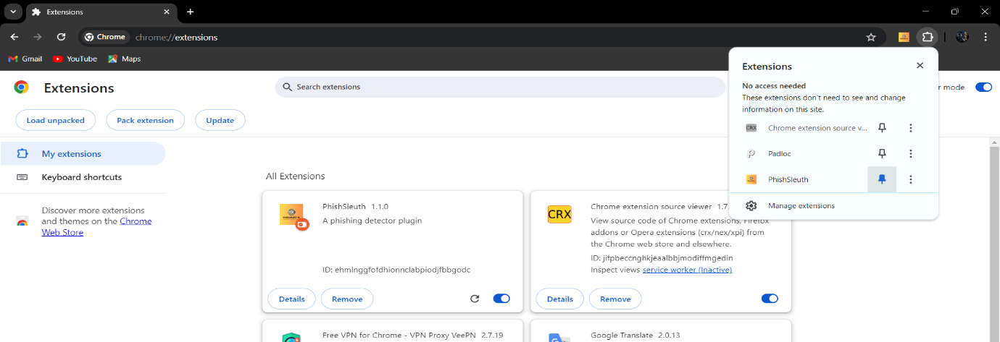 Extensions
Chrome
chrome://extensions
Gmail
YouTube
Maps
Extensions
Search extensions
r mode
Load unpacked
Pack extension
Update
Extensions
No access needed
These extensions don't need to see and change
information on this site.
CRX
Chrome extension source v...
Padloc
PhishSleuth
Manage extensions
My extensions
Keyboard shortcuts
Discover more extensions
and themes on the Chrome
Web Store
All Extensions
PhishSleuth 1.1.0
A phishing detector plugin
ID: ehmlnggfofdhionnclabpiodjfbbgodc
Details
Remove
CRX
Chrome extension source viewer 1.7.
View source code of Chrome extensions, Firefox
addons or Opera extensions (crx/nex/xpi) from
the Chrome web store and elsewhere.
ID: jifpbeccnghkjeaalbbjmodiffmgedin
Inspect views service worker (Inactive)
Details
Remove
Free VPN for Chrome - VPN Proxy VeePN 2.7.19
Google Translate 2.0.13